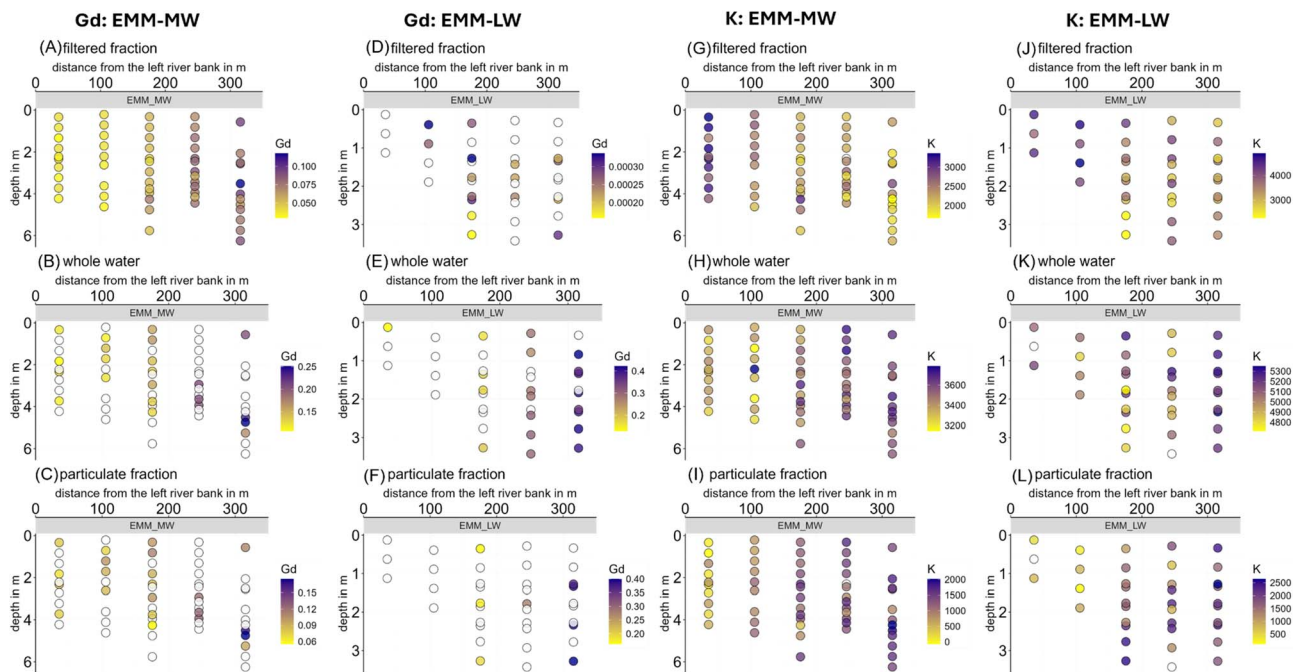 Gd: EMM-MW
Gd: EMM-LW
K: EMM-MW
K: EMM-LW
(A) filtered fraction
distance from the left river bank in m
0 100 200 300
EMM_MW
depth in m
0
2
4
6
Gd
0.100
0.075
0.050
(D) filtered fraction
distance from the left river bank in m
0 100 200 300
EMM_LW
depth in m
0
1
2
3
Gd
0.00030
0.00025
0.00020
(G) filtered fraction
distance from the left river bank in m
0 100 200 300
EMM_MW
depth in m
0
2
4
6
K
3000
2500
2000
(J) filtered fraction
distance from the left river bank in m
0 100 200 300
EMM_LW
depth in m
0
1
2
3
K
4000
3000
(B) whole water
distance from the left river bank in m
0 100 200 300
EMM_MW
depth in m
0
2
4
6
Gd
0.25
0.20
0.15
(E) whole water
distance from the left river bank in m
0 100 200 300
EMM_LW
depth in m
0
1
2
3
Gd
0.4
0.3
0.2
(H) whole water
distance from the left river bank in m
0 100 200 300
EMM_MW
depth in m
0
2
4
6
K
3600
3400
3200
(K) whole water
distance from the left river bank in m
0 100 200 300
EMM_LW
depth in m
0
1
2
3
K
5300
5200
5100
5000
4900
4800
(C) particulate fraction
distance from the left river bank in m
0 100 200 300
EMM_MW
depth in m
0
2
4
6
Gd
0.15
0.12
0.09
0.06
(F) particulate fraction
distance from the left river bank in m
0 100 200 300
EMM_LW
depth in m
0
1
2
3
Gd
0.40
0.35
0.30
0.25
0.20
(I) particulate fraction
distance from the left river bank in m
0 100 200 300
EMM_MW
depth in m
0
2
4
6
K
2000
1500
1000
500
0
(L) particulate fraction
distance from the left river bank in m
0 100 200 300
EMM_LW
depth in m
0
1
2
3
K
2500
2000
1500
1000
500